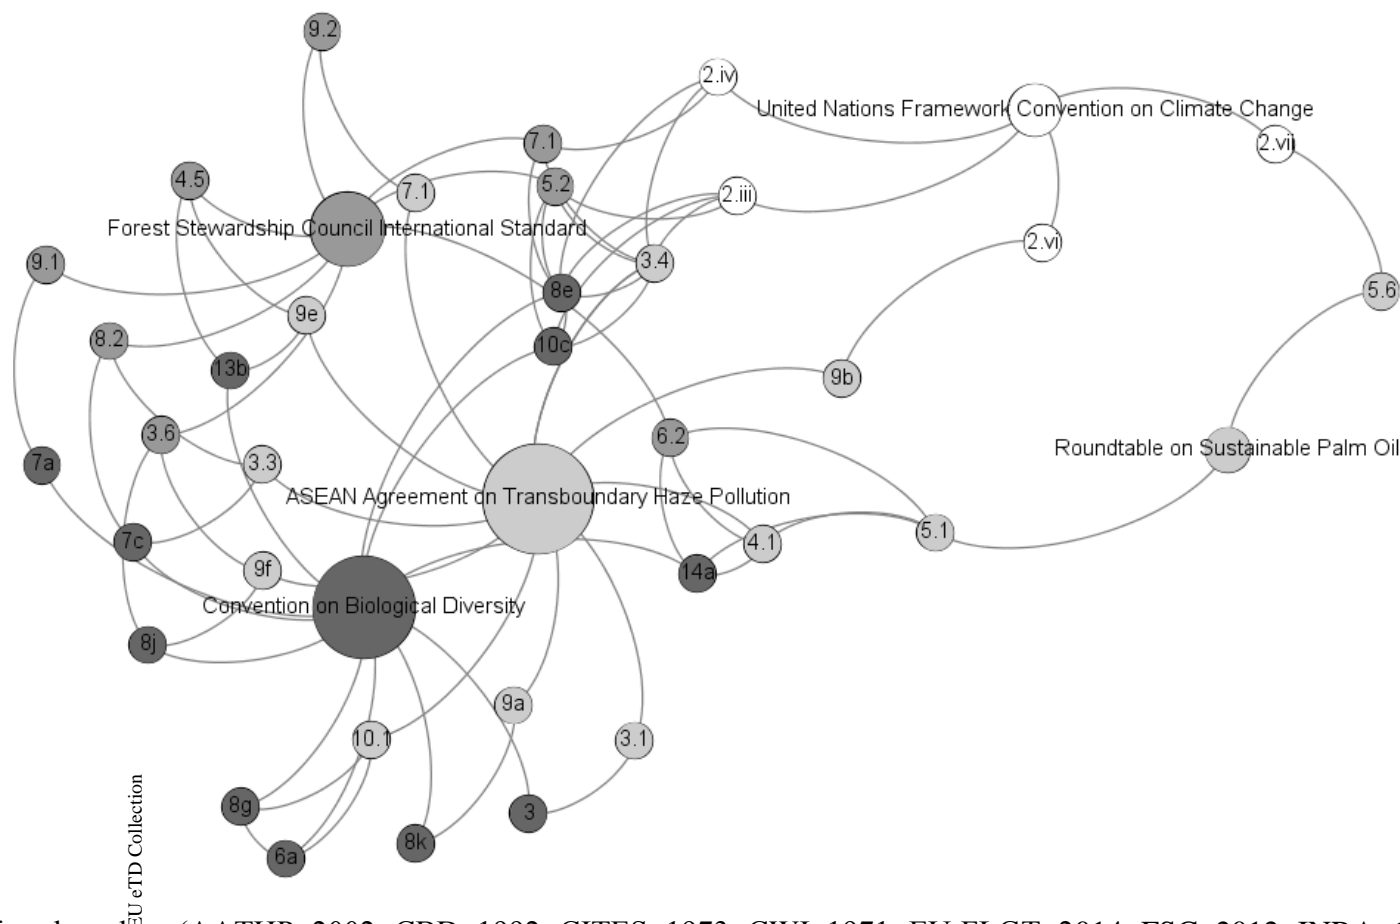 9.2
2.iv
United Nations Framework Convention on Climate Change
7.1
2.vii
4.5
5.2
7.1
2.iii
Forest Stewardship Council International Standard
2.vi
9.1
3.4
8e
5.6
9e
8.2
10c
13b
9b
3.6
6.2
7a
3.3
Roundtable on Sustainable Palm Oil
ASEAN Agreement on Transboundary Haze Pollution
7c
5.1
4.1
9f
14a
Convention on Biological Diversity
8j
9a
10.1
3.1
8g
3
8k
6a
EU eTD Collection